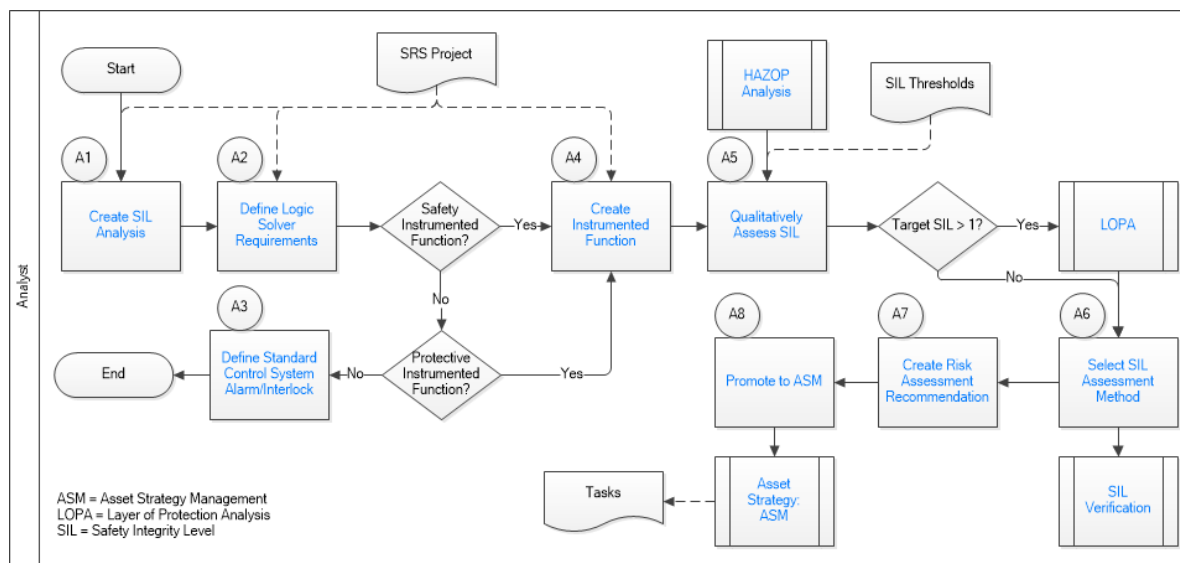 Analyst
Start
SRS Project
HAZOP
Analysis
SIL Thresholds
A1
Create SIL
Analysis
A2
Define Logic
Solver
Requirements
Safety
Instrumented
Function?
Yes
A4
Create
Instrumented
Function
A5
Qualitatively
Assess SIL
Target SIL > 1?
Yes
LOPA
No
No
End
A3
Define Standard
Control System
Alarm/Interlock
No
Protective
Instrumented
Function?
Yes
A8
Promote to ASM
A7
Create Risk
Assessment
Recommendation
A6
Select SIL
Assessment
Method
Tasks
Asset
Strategy:
ASM
SIL
Verification
ASM = Asset Strategy Management
LOPA = Layer of Protection Analysis
SIL = Safety Integrity Level